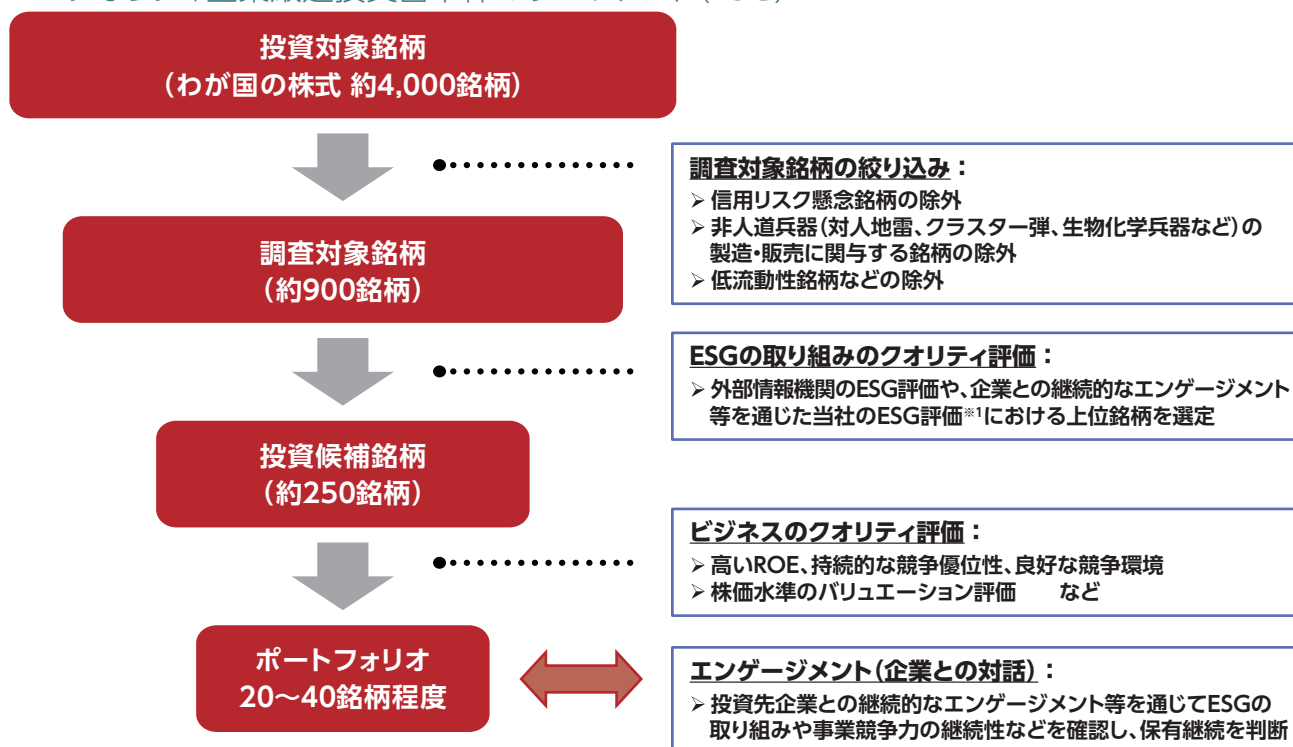 投資対象銘柄
(わが国の株式 約4,000銘柄)
調査対象銘柄の絞り込み：
➢ 信用リスク懸念銘柄の除外
➢ 非人道兵器(対人地雷、クラスター弾、生物化学兵器など)の
製造・販売に関与する銘柄の除外
➢ 低流動性銘柄などの除外
調査対象銘柄
(約900銘柄)
ESGの取り組みのクオリティ評価：
➢ 外部情報機関のESG評価や、企業との継続的なエンゲージメント
等を通じた当社のESG評価※1における上位銘柄を選定
投資候補銘柄
(約250銘柄)
ビジネスのクオリティ評価：
➢ 高いROE、持続的な競争優位性、良好な競争環境
➢ 株価水準のバリュエーション評価　　など
ポートフォリオ
20～40銘柄程度
エンゲージメント(企業との対話)：
➢ 投資先企業との継続的なエンゲージメント等を通じてESGの
取り組みや事業競争力の継続性などを確認し、保有継続を判断